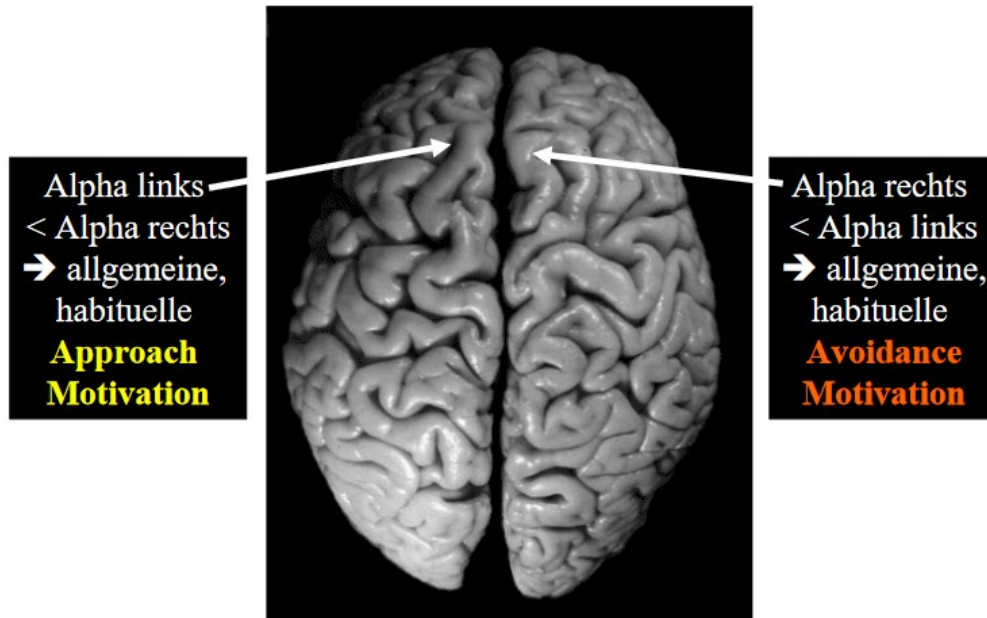 Alpha links
< Alpha rechts
➔ allgemeine,
habituelle
Approach
Motivation
Alpha rechts
< Alpha links
➔ allgemeine,
habituelle
Avoidance
Motivation